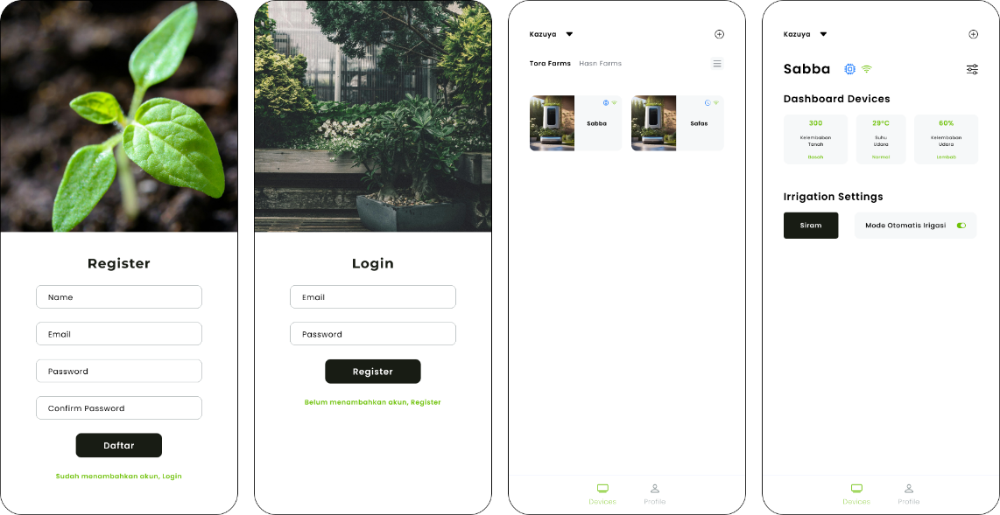 Register
Name
Email
Password
Confirm Password
Daftar
Sudah menambahkan akun, Login
Login
Email
Password
Register
Belum menambahkan akun, Register
Kazuya
Tora Farms Hasn Farms
Sabba
Safas
Devices Profile
Kazuya
Sabba
Dashboard Devices
300
Kelembaban
Tanah
Basah
29°C
Suhu
Udara
Normal
60%
Kelembaban
Udara
Lembab
Irrigation Settings
Siram
Mode Otomatis Irigasi
Devices Profile